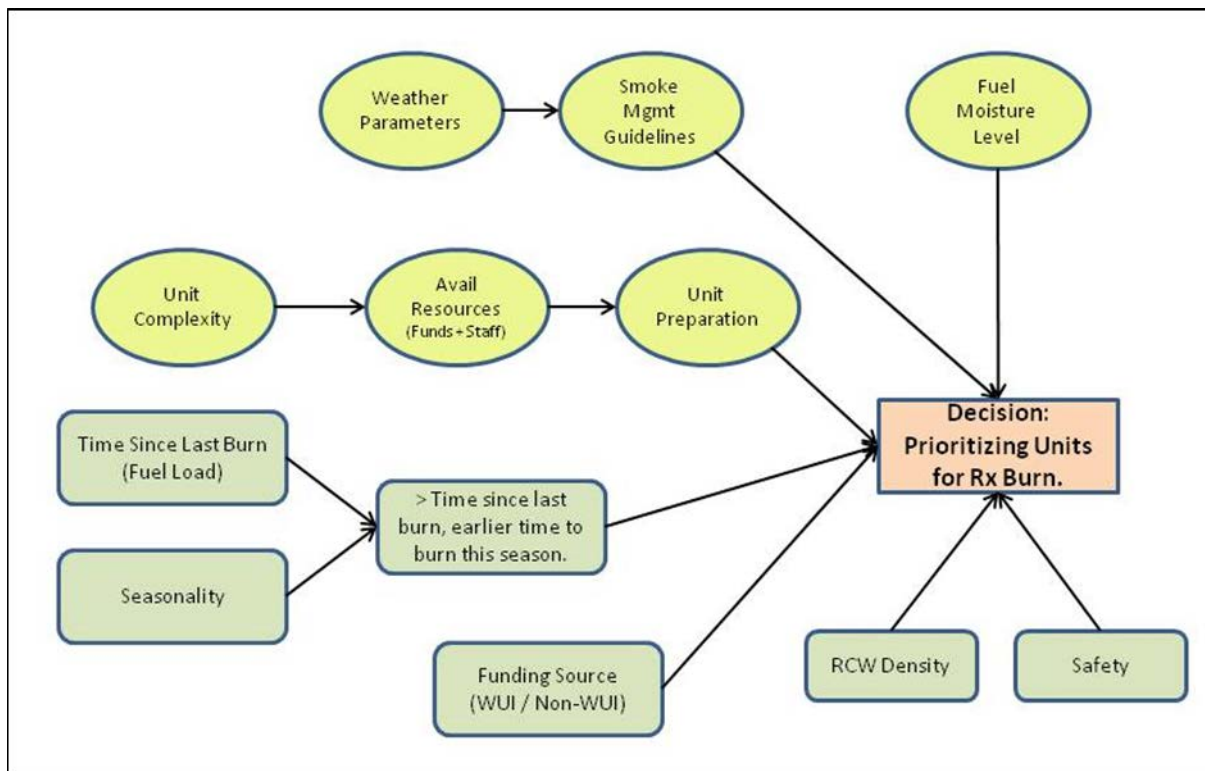 Weather
Parameters
Smoke
Mgmt
Guidelines
Fuel
Moisture
Level
Unit
Complexity
Avail
Resources
(Funds + Staff)
Unit
Preparation
Decision:
Prioritizing Units
for Rx Burn.
Time Since Last Burn
(Fuel Load)
> Time since last
burn, earlier time to
burn this season.
Seasonality
Funding Source
(WUI / Non-WUI)
RCW Density
Safety